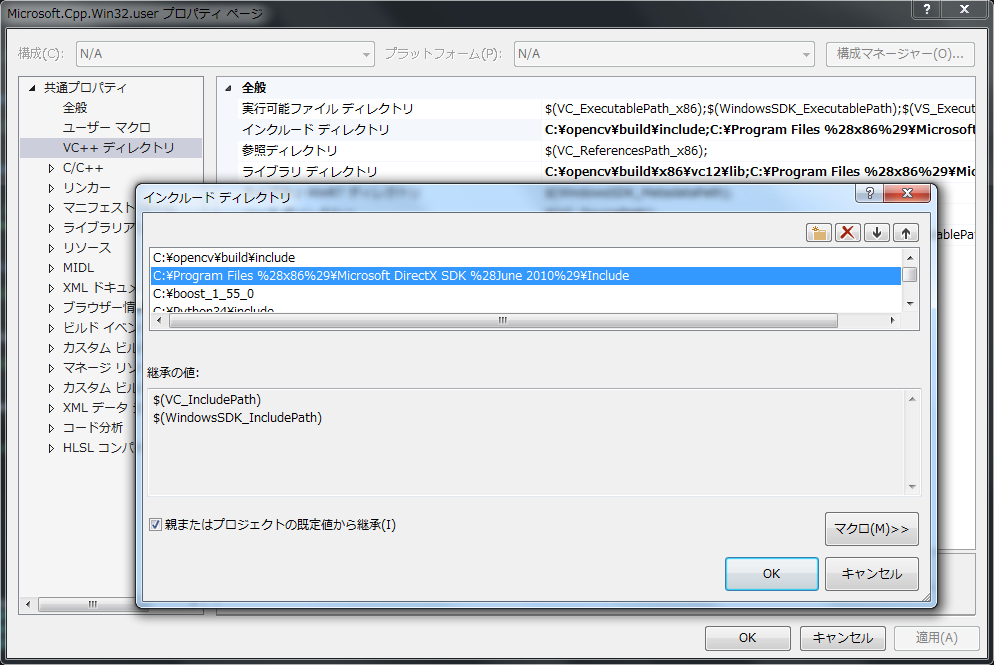 Microsoft.Cpp.Win32.user プロパティ ページ
構成(C): N/A プラットフォーム(P): N/A 構成マネージャー(O)...
共通プロパティ
全般
ユーザー マクロ
VC++ ディレクトリ
C/C++
リンカー
マニフェスト
ライブラリア
リソース
MIDL
XML ドキュメ
ブラウザー情
ビルド イベン
カスタム ビル
マネージ リソ
カスタム ビル
XML データ
コード分析
HLSL コンパ
全般
実行可能ファイル ディレクトリ $(VC_ExecutablePath_x86);$(WindowsSDK_ExecutablePath);$(VS_Execut
インクルード ディレクトリ C:¥opencv¥build¥include;C:¥Program Files %28x86%29¥Microsoft
参照ディレクトリ $(VC_ReferencesPath_x86);
ライブラリ ディレクトリ C:¥opencv¥build¥x86¥vc12¥lib;C:¥Program Files %28x86%29¥Mic
ablePa
インクルード ディレクトリ
C:¥opencv¥build¥include
C:¥Program Files %28x86%29¥Microsoft DirectX SDK %28June 2010%29¥Include
C:¥boost_1_55_0
C:¥Python34¥include
継承の値:
$(VC_IncludePath)
$(WindowsSDK_IncludePath)
親またはプロジェクトの既定値から継承(I)
マクロ(M)>>
OK キャンセル
OK キャンセル 適用(A)